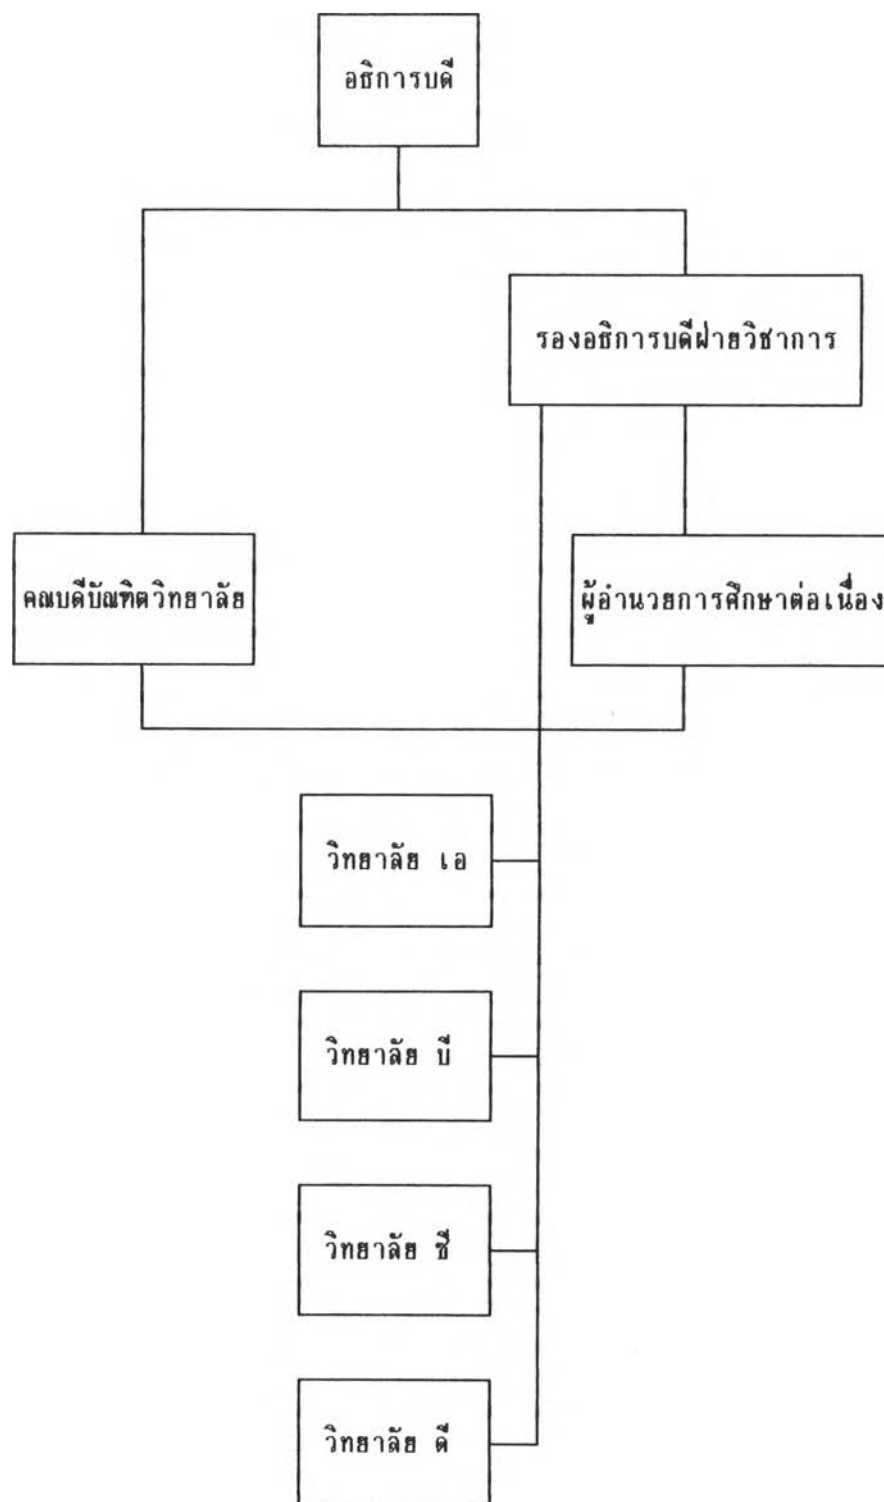 อธิการบดี
รองอธิการบดีฝ่ายวิชาการ
คณบดีบัณฑิตวิทยาลัย
ผู้อำนวยการศึกษาต่อเนื่อง
วิทยาลัย เอ
วิทยาลัย บี
วิทยาลัย ซี
วิทยาลัย ดี